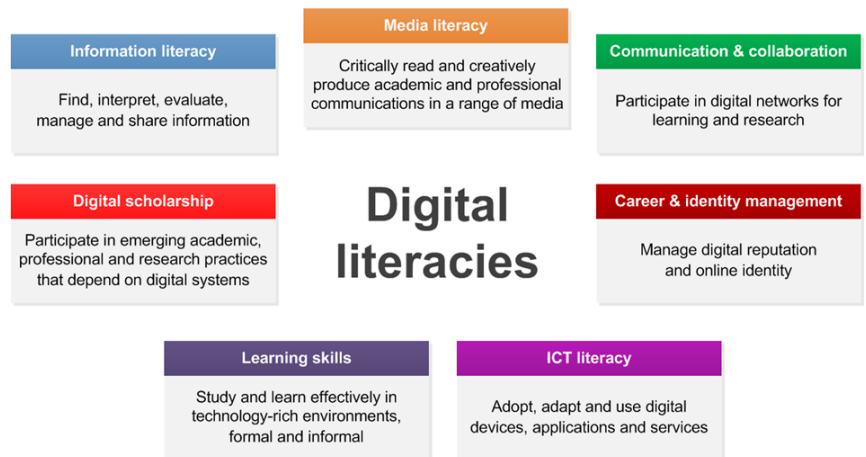 Media literacy
Critically read and creatively
produce academic and professional
communications in a range of media
Information literacy
Find, interpret, evaluate,
manage and share information
Communication & collaboration
Participate in digital networks for
learning and research
Digital scholarship
Participate in emerging academic,
professional and research practices
that depend on digital systems
Digital
literacies
Career & identity management
Manage digital reputation
and online identity
Learning skills
Study and learn effectively in
technology-rich environments,
formal and informal
ICT literacy
Adopt, adapt and use digital
devices, applications and services